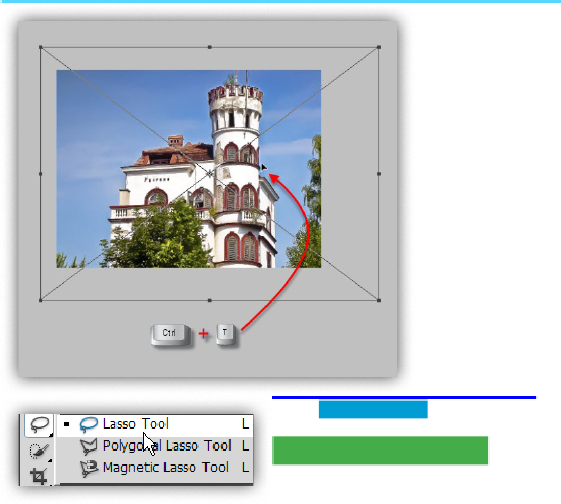 Ctrl + T
Lasso Tool L
Polygonal Lasso Tool L
Magnetic Lasso Tool L